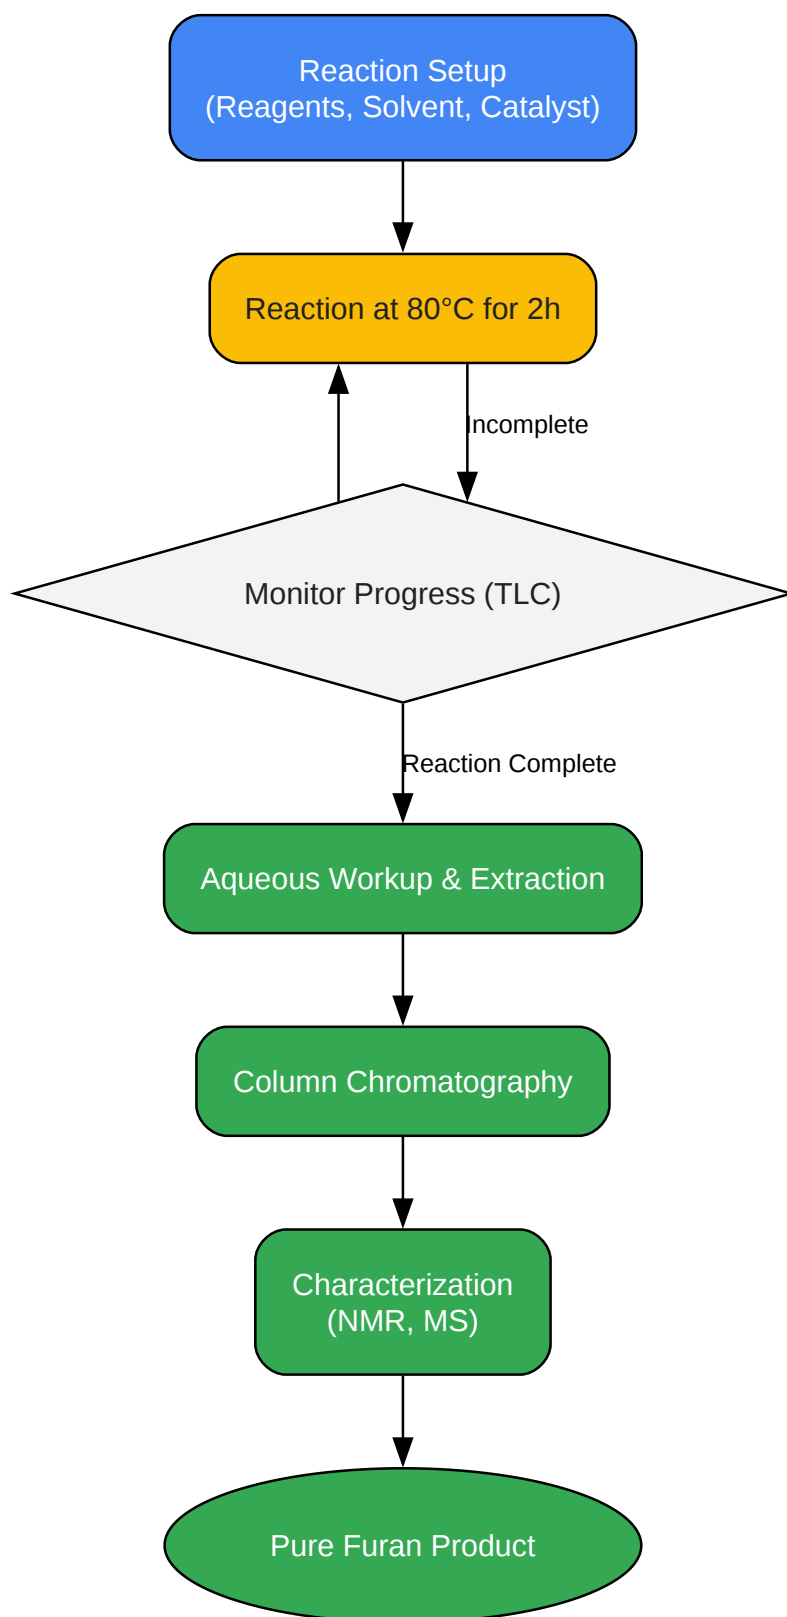 Reaction Setup
(Reagents, Solvent, Catalyst)
Reaction at 80°C for 2h
Incomplete
Monitor Progress (TLC)
Reaction Complete
Aqueous Workup & Extraction
Column Chromatography
Characterization
(NMR, MS)
Pure Furan Product